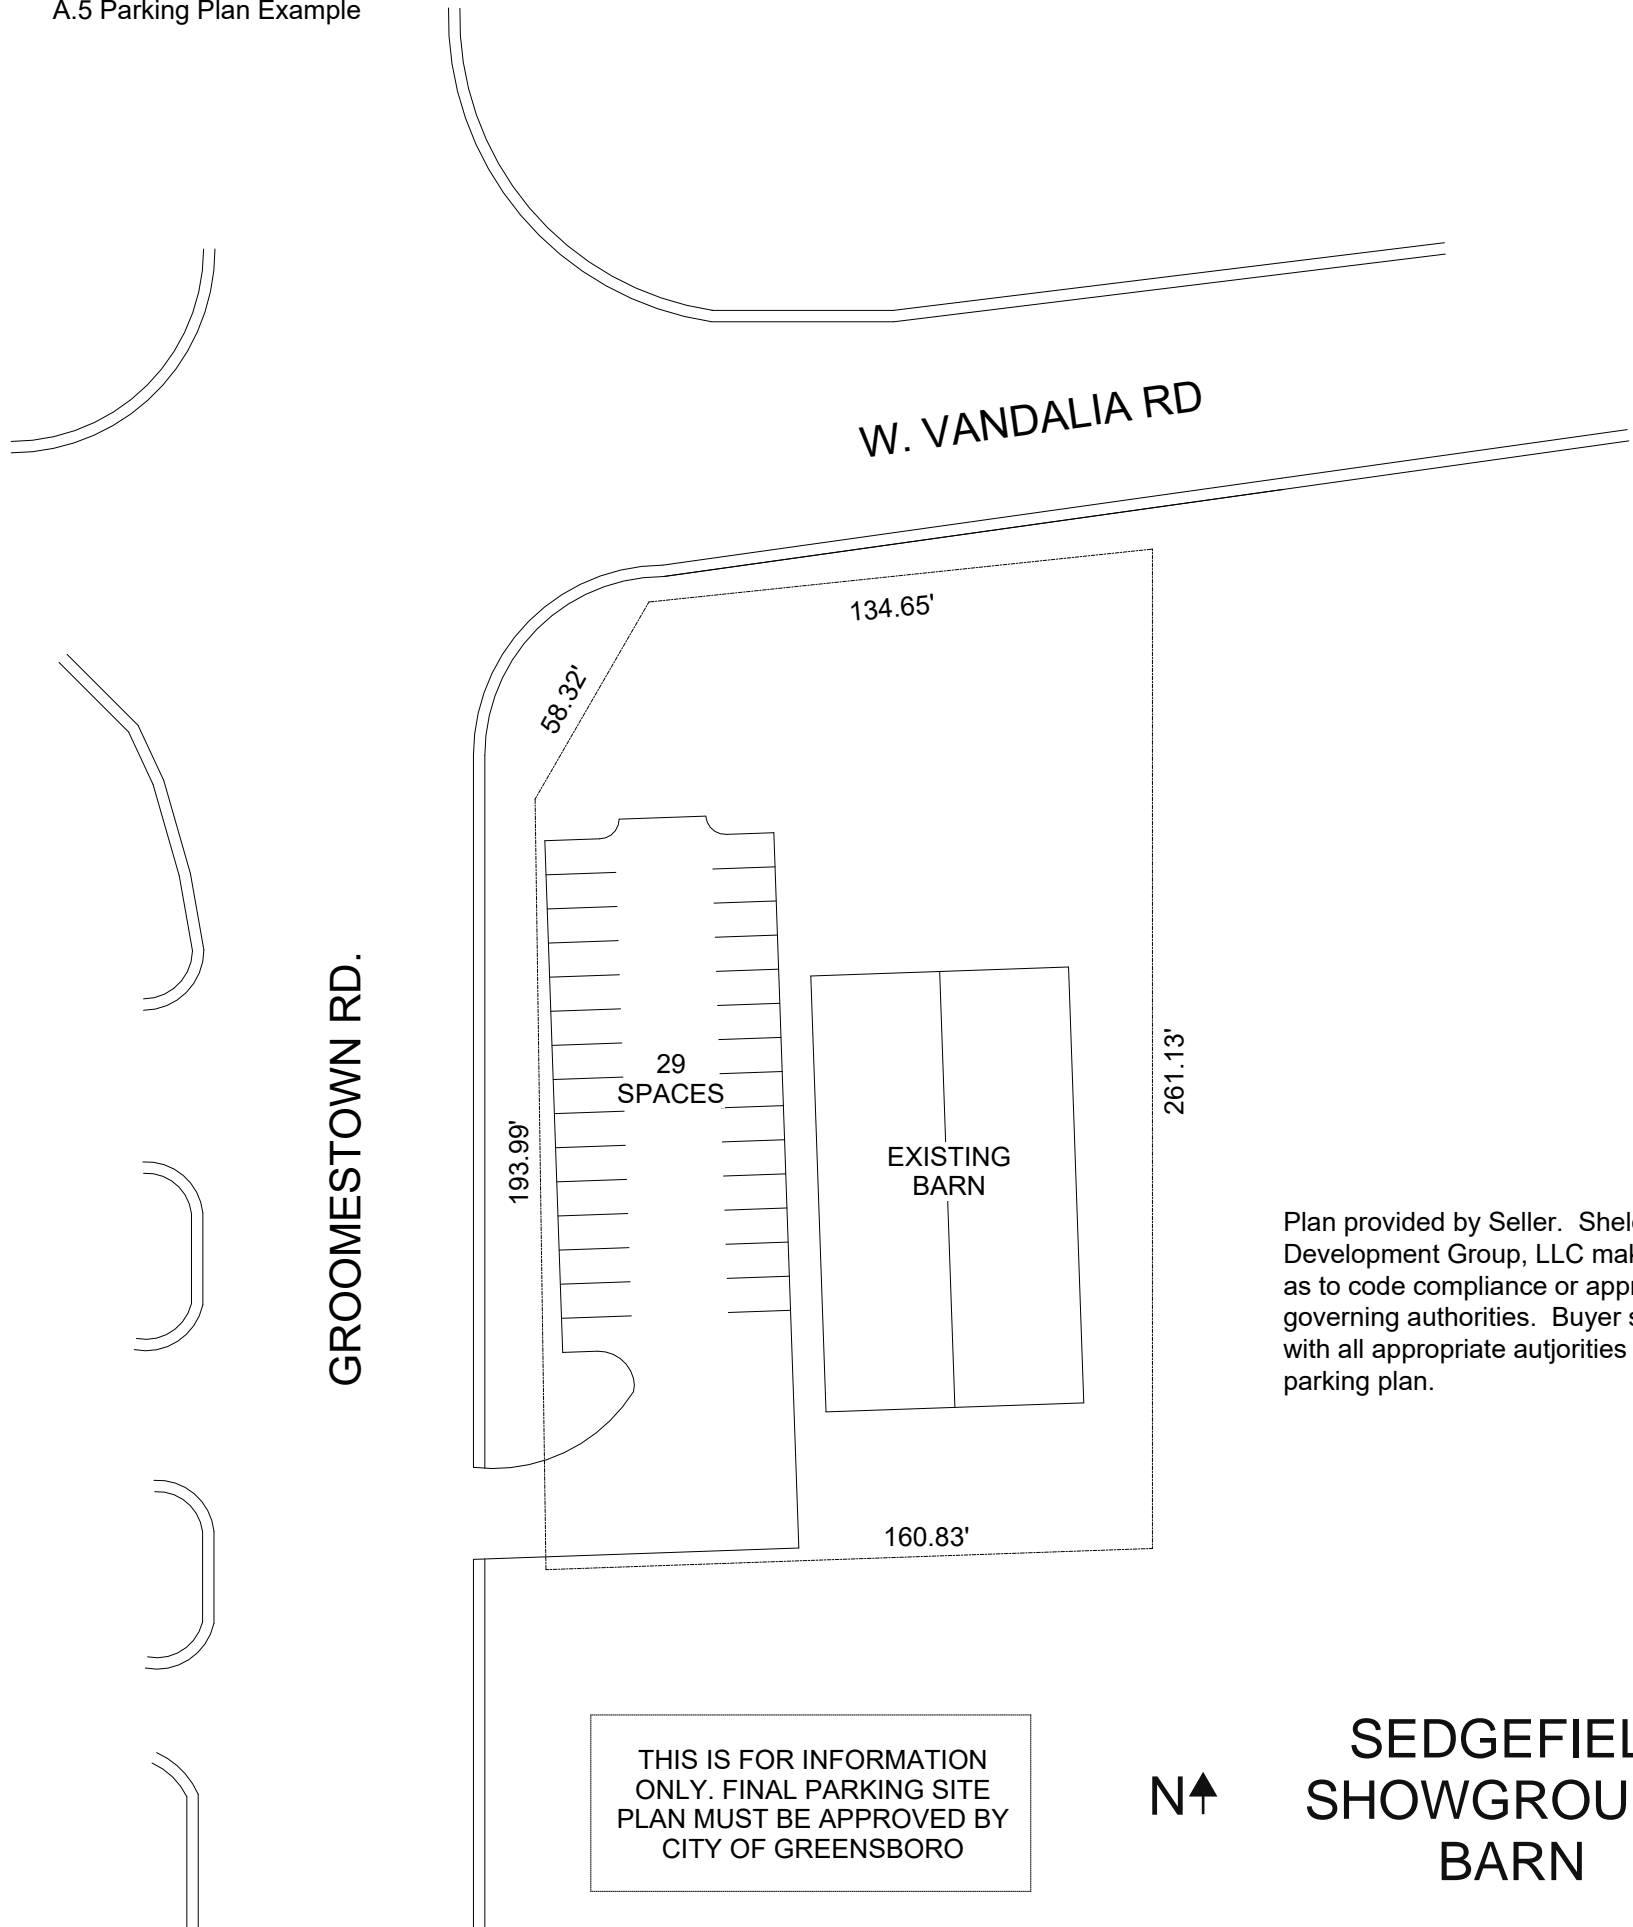 A.5 Parking Plan Example
W. VANDALIA RD
134.65'
58.32'
GROOMESTOWN RD.
29
SPACES
193.99'
EXISTING
BARN
261.13'
Plan provided by Seller. Shel
Development Group, LLC
as to code compliance or
governing authorities. Buyer
with all appropriate autjorities
parking plan.
160.83'
THIS IS FOR INFORMATION
ONLY. FINAL PARKING SITE
PLAN MUST BE APPROVED BY
CITY OF GREENSBORO
N
SEDGEFIEL
SHOWGROU
BARN